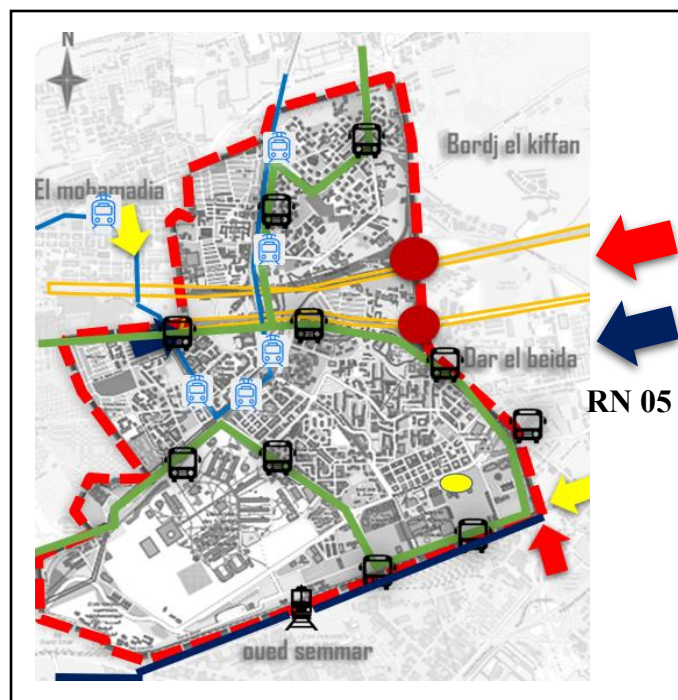 N
Bordj el kiffan
El mohamadia
Dar el beida
RN 05
oued semmar